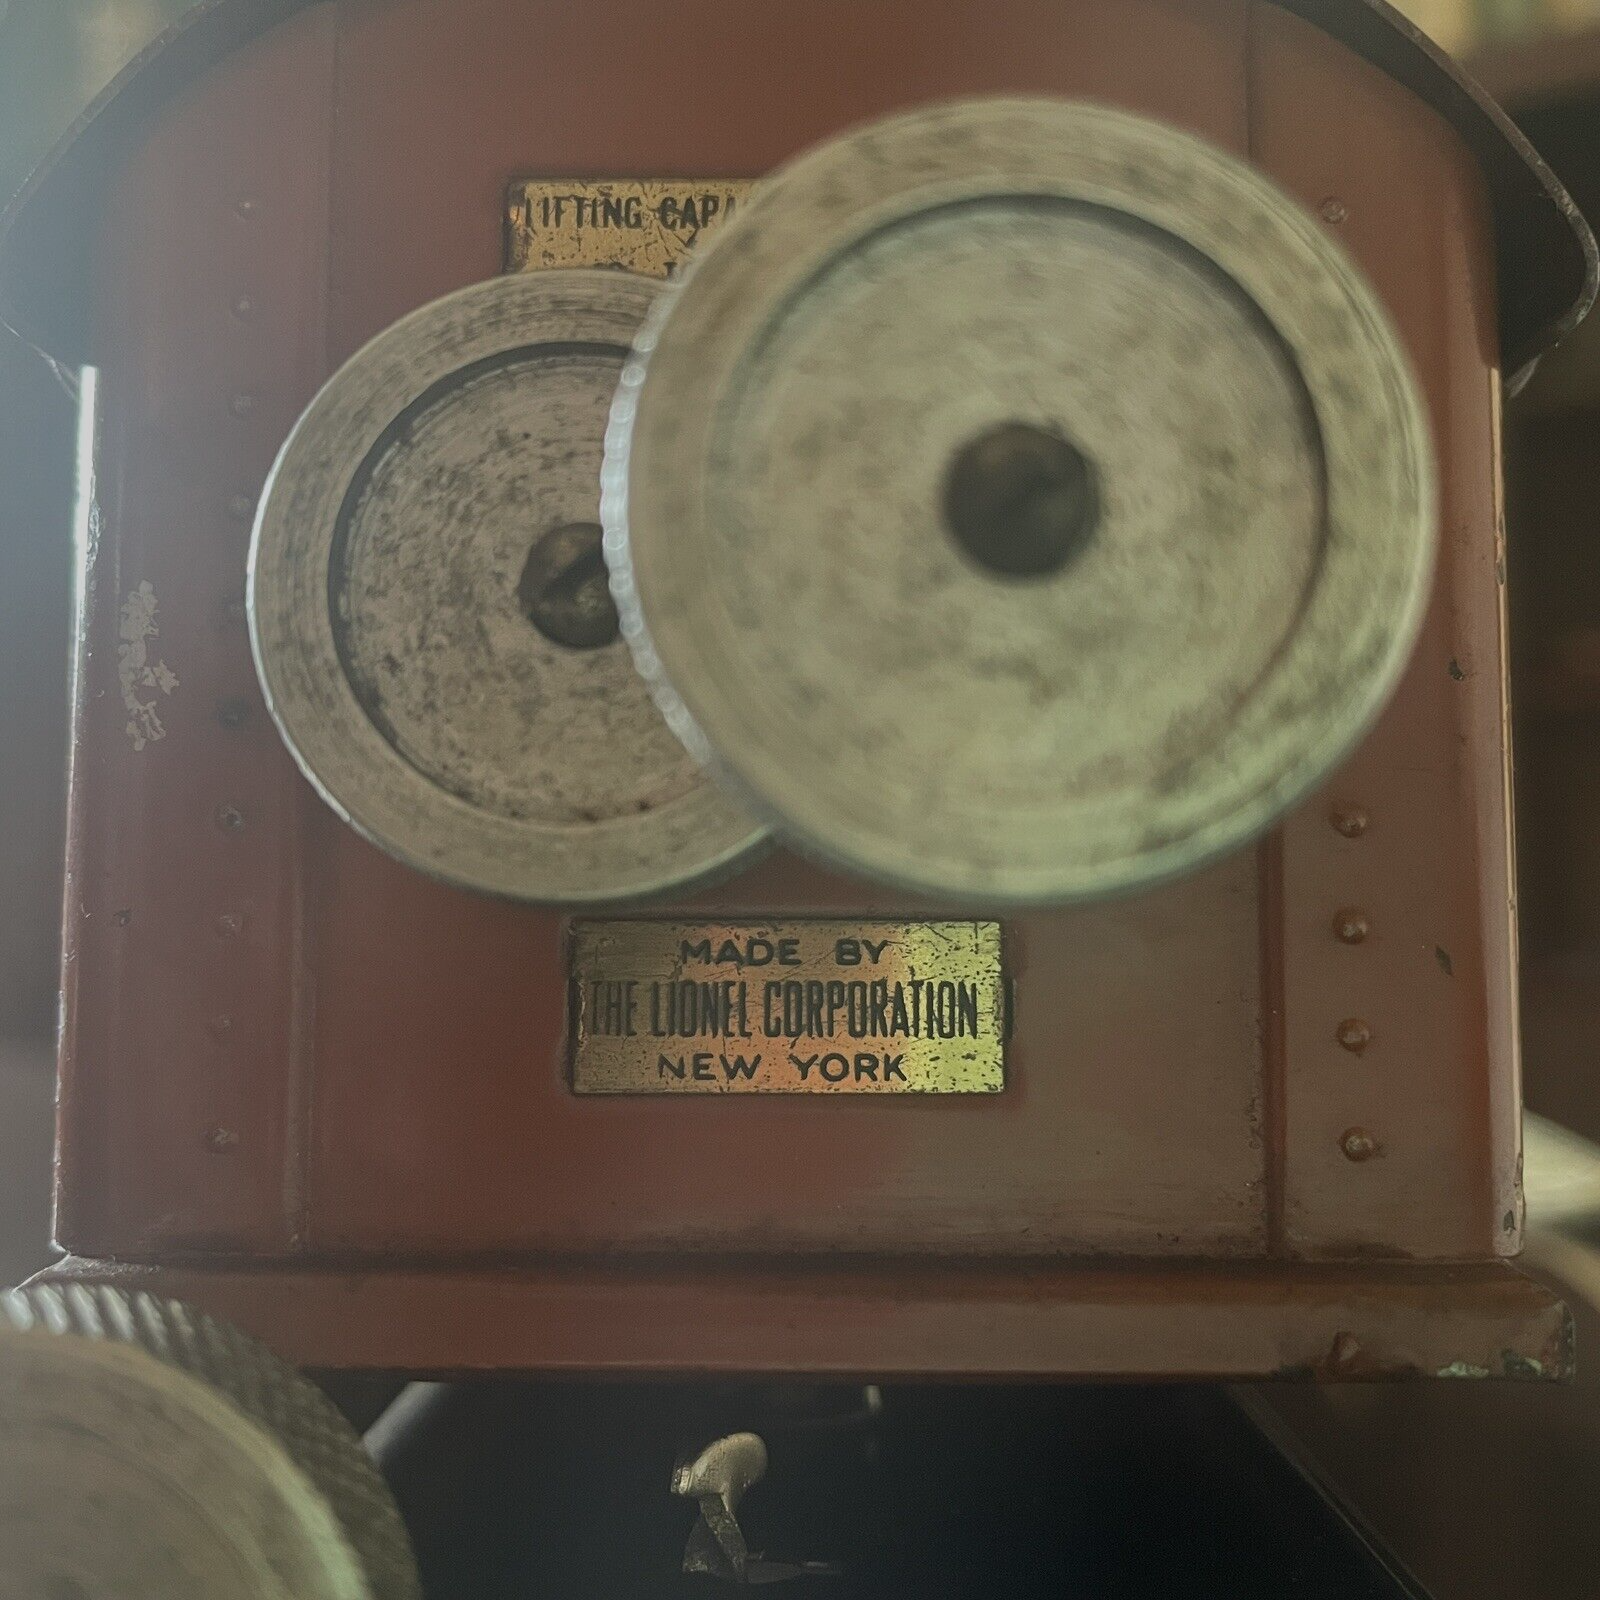 LIFTING CAPA
MADE BY
THE LIONEL CORPORATION
NEW YORK